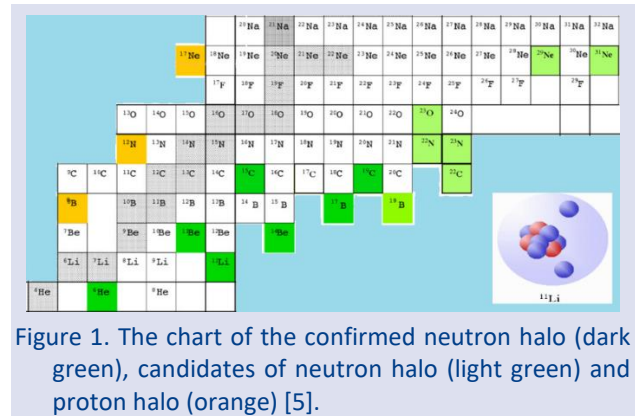 ²⁰Na ²¹Na ²²Na ²³Na ²⁴Na ²⁵Na ²⁶Na ²⁷Na ²⁸Na ²⁹Na ³⁰Na ³¹Na ³²Na
¹⁷Ne ¹⁸Ne ¹⁹Ne ²⁰Ne ²¹Ne ²²Ne ²³Ne ²⁴Ne ²⁵Ne ²⁶Ne ²⁷Ne ²⁸Ne ²⁹Ne ³⁰Ne ³¹Ne
¹⁷F ¹⁸F ¹⁹F ²⁰F ²¹F ²²F ²³F ²⁴F ²⁵F ²⁶F ²⁷F ²⁹F
¹³O ¹⁴O ¹⁵O ¹⁶O ¹⁷O ¹⁸O ¹⁹O ²⁰O ²¹O ²²O ²³O ²⁴O
¹²N ¹³N ¹⁴N ¹⁵N ¹⁶N ¹⁷N ¹⁸N ¹⁹N ²⁰N ²¹N ²²N ²³N
⁹C ¹⁰C ¹¹C ¹²C ¹³C ¹⁴C ¹⁵C ¹⁶C ¹⁷C ¹⁸C ¹⁹C ²⁰C ²²C
⁸B ¹⁰B ¹¹B ¹²B ¹³B ¹⁴B ¹⁵B ¹⁷B ¹⁹B
⁷Be ⁹Be ¹⁰Be ¹¹Be ¹²Be ¹⁴Be
⁶Li ⁷Li ⁸Li ⁹Li ¹¹Li
⁴He ⁶He ⁸He
¹¹Li
Figure 1. The chart of the confirmed neutron halo (dark
green), candidates of neutron halo (light green) and
proton halo (orange) [5].